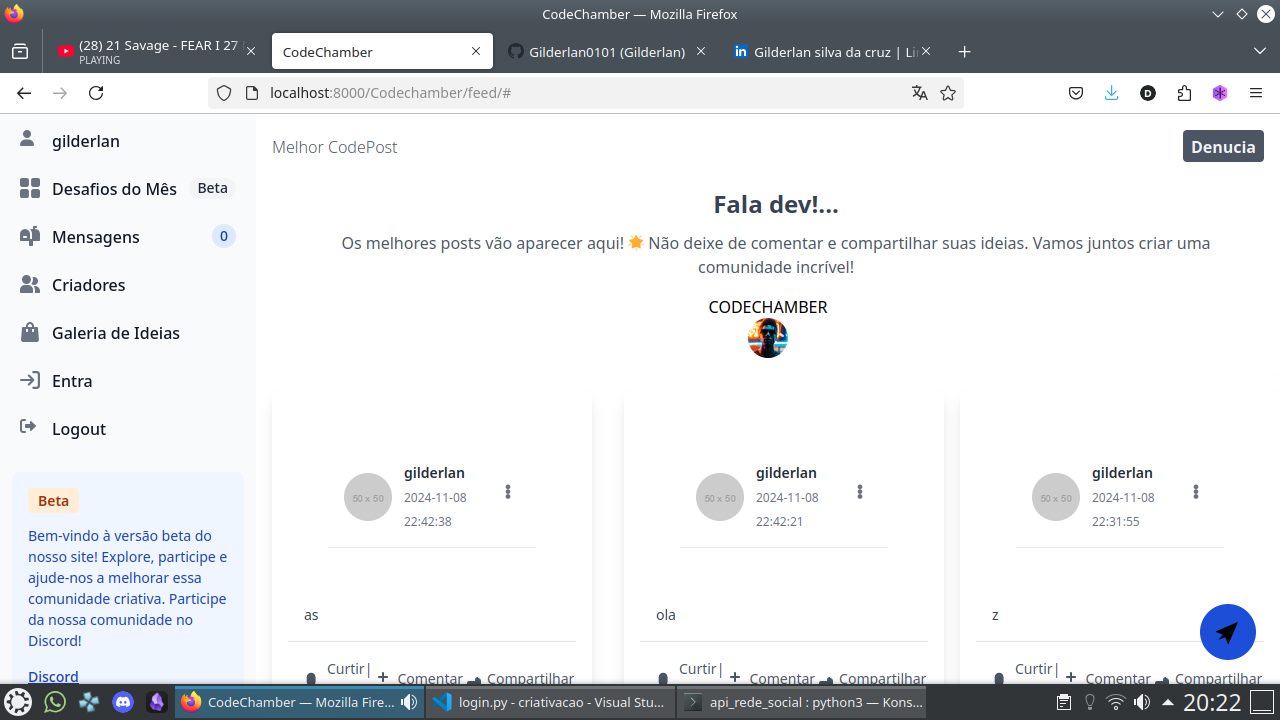 CodeChamber — Mozilla Firefox
(28) 21 Savage - FEAR I 27
PLAYING
CodeChamber
Gilderlan0101 (Gilderlan)
Gilderlan silva da cruz | Li
localhost:8000/Codechamber/feed/#
gilderlan
Desafios do Mês Beta
Mensagens 0
Criadores
Galeria de Ideias
Entra
Logout
Beta
Bem-vindo à versão beta do
nosso site! Explore, participe e
ajude-nos a melhorar essa
comunidade criativa. Participe
da nossa comunidade no
Discord!
Discord
Melhor CodePost
Denucia
Fala dev!...
Os melhores posts vão aparecer aqui! 🌟 Não deixe de comentar e compartilhar suas ideias. Vamos juntos criar uma
comunidade incrível!
CODECHAMBER
50 x 50
gilderlan
2024-11-08
22:42:38
as
Curtir|
Comentar
Compartilhar
50 x 50
gilderlan
2024-11-08
22:42:21
ola
Curtir|
Comentar
Compartilhar
50 x 50
gilderlan
2024-11-08
22:31:55
z
Curtir|
Comentar
Compartilhar
CodeChamber — Mozilla Fire...
login.py - criativacao - Visual Stu...
api_rede_social : python3 — Kons...
20:22